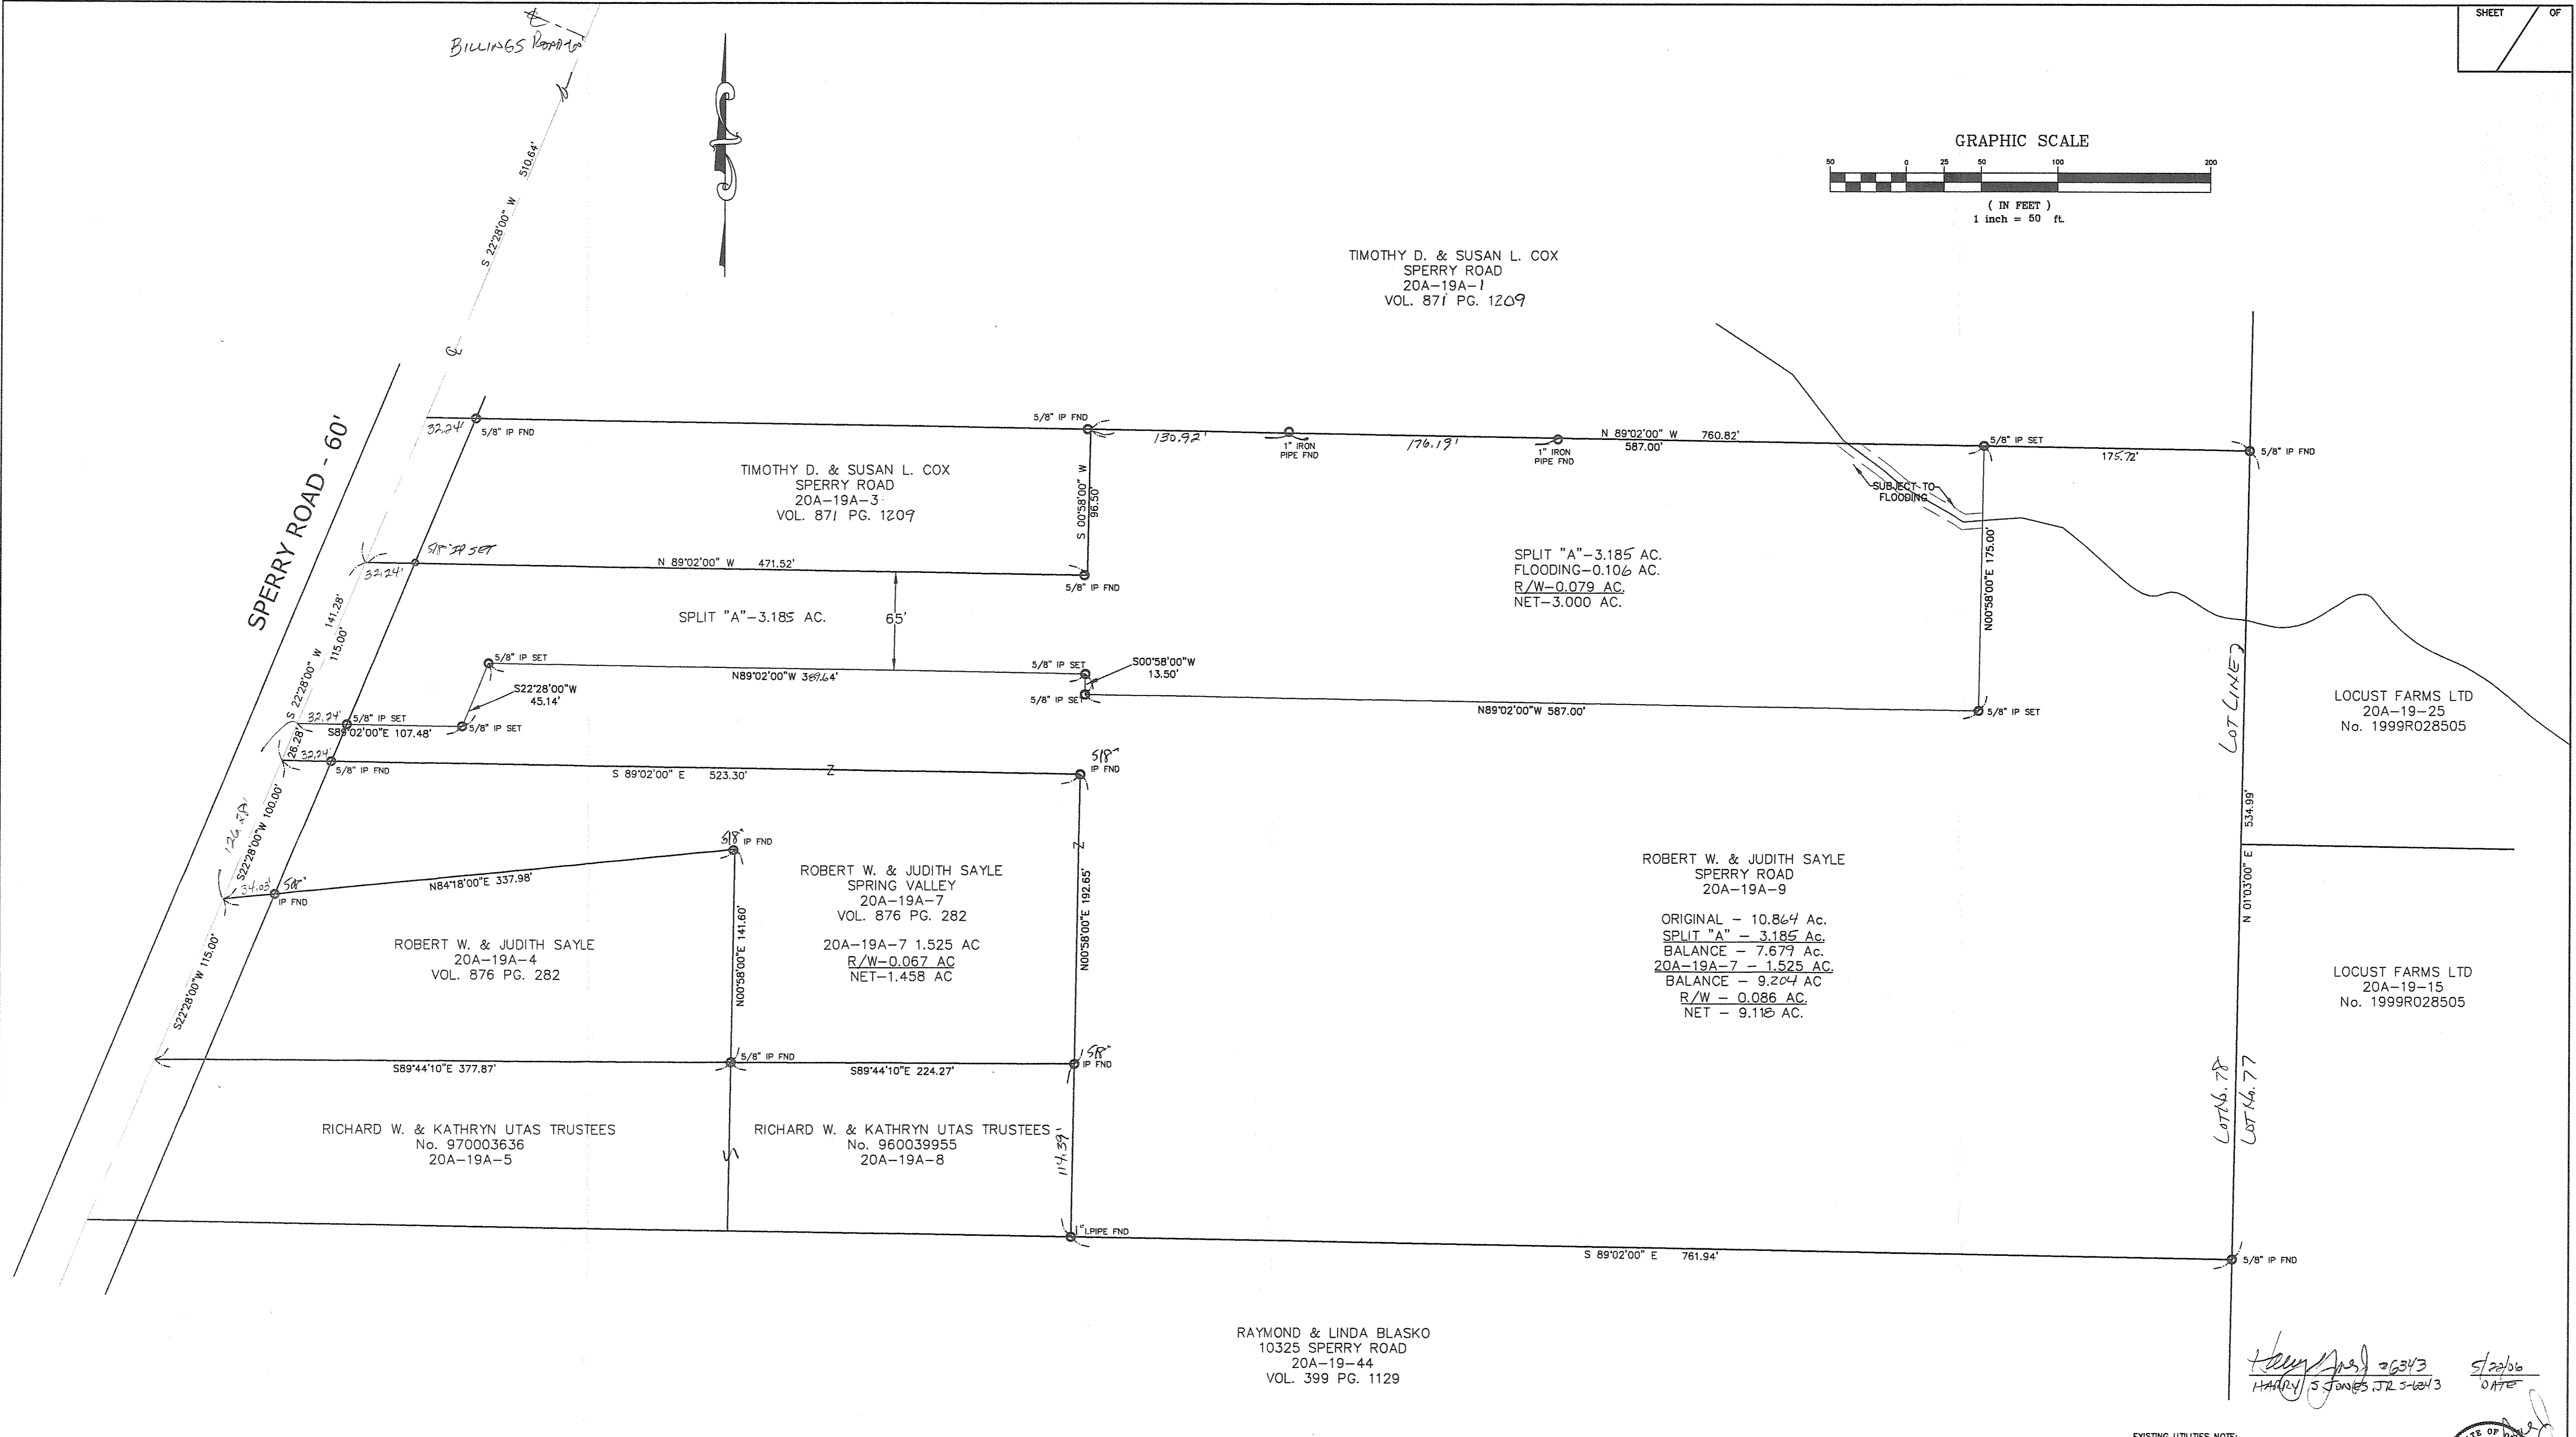 SHEET OF
BILLINGS ROAD 60'
S 22°28'00" W 510.64'
GRAPHIC SCALE
50 0 25 50 100 200
( IN FEET )
1 inch = 50 ft.
TIMOTHY D. & SUSAN L. COX
SPERRY ROAD
20A-19A-1
VOL. 871 PG. 1209
SPERRY ROAD - 60'
32.24'
5/8" IP FND
5/8" IP FND
130.92'
1" IRON
PIPE FND
176.19'
1" IRON
PIPE FND
N 89°02'00" W 760.82'
587.00'
5/8" IP SET
175.72'
5/8" IP FND
TIMOTHY D. & SUSAN L. COX
SPERRY ROAD
20A-19A-3
VOL. 871 PG. 1209
S 00°58'00" W
96.50'
SUBJECT TO
FLOODING
5/8" IP SET
32.24'
N 89°02'00" W 471.52'
5/8" IP FND
SPLIT "A"-3.185 AC.
FLOODING-0.106 AC.
R/W-0.079 AC.
NET-3.000 AC.
N00°58'00"E 175.00'
S 22°28'00" W 141.28'
115.00'
SPLIT "A"-3.185 AC.
65'
5/8" IP SET
N89°02'00"W 389.64'
5/8" IP SET
S00°58'00"W
13.50'
S22°28'00"W
45.14'
5/8" IP SET
N89°02'00"W 587.00'
5/8" IP SET
32.24'
5/8" IP SET
S89°02'00"E 107.48'
5/8" IP SET
26.28'
32.24'
5/8" IP FND
S 89°02'00" E 523.30'
5/8"
IP FND
LOT LINE
LOCUST FARMS LTD
20A-19-25
No. 1999R028505
126.28'
S22°28'00"W 100.00'
34.03'
5/8"
IP FND
N84°18'00"E 337.98'
5/8"
IP FND
N00°58'00"E 141.60'
ROBERT W. & JUDITH SAYLE
SPRING VALLEY
20A-19A-7
VOL. 876 PG. 282
20A-19A-7 1.525 AC
R/W-0.067 AC
NET-1.458 AC
N00°58'00"E 192.65'
ROBERT W. & JUDITH SAYLE
20A-19A-4
VOL. 876 PG. 282
ROBERT W. & JUDITH SAYLE
SPERRY ROAD
20A-19A-9
ORIGINAL - 10.864 Ac.
SPLIT "A" - 3.185 Ac.
BALANCE - 7.679 Ac.
20A-19A-7 - 1.525 AC.
BALANCE - 9.204 AC
R/W - 0.086 AC.
NET - 9.118 AC.
N 01°03'00" E 534.99'
LOCUST FARMS LTD
20A-19-15
No. 1999R028505
S22°28'00"W 115.00'
S89°44'10"E 377.87'
5/8" IP FND
S89°44'10"E 224.27'
5/8"
IP FND
LOT No. 78
LOT No. 77
RICHARD W. & KATHRYN UTAS TRUSTEES
No. 970003636
20A-19A-5
RICHARD W. & KATHRYN UTAS TRUSTEES
No. 960039955
20A-19A-8
114.39'
1" I.PIPE FND
S 89°02'00" E 761.94'
5/8" IP FND
RAYMOND & LINDA BLASKO
10325 SPERRY ROAD
20A-19-44
VOL. 399 PG. 1129
#6343 5/22/06
HARRY S. JONES JR S-6343 DATE
EXISTING UTILITIES NOTE:
TE OF